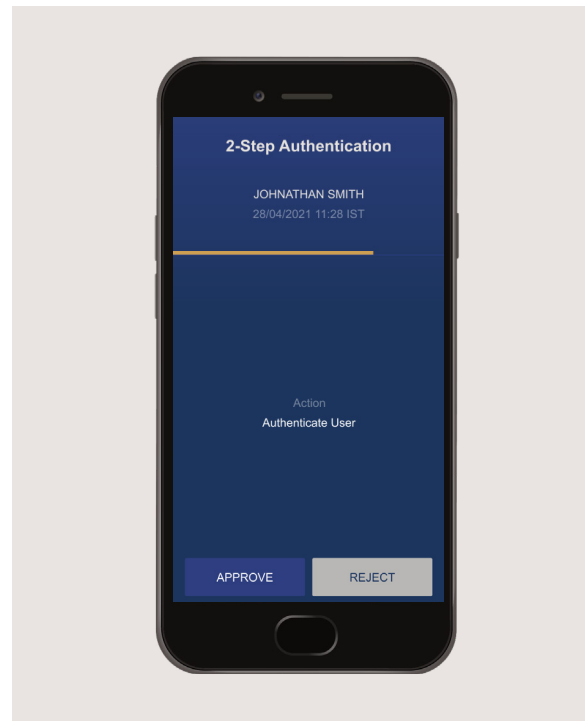 2-Step Authentication
JOHNATHAN SMITH
28/04/2021 11:28 IST
Action
Authenticate User
APPROVE
REJECT